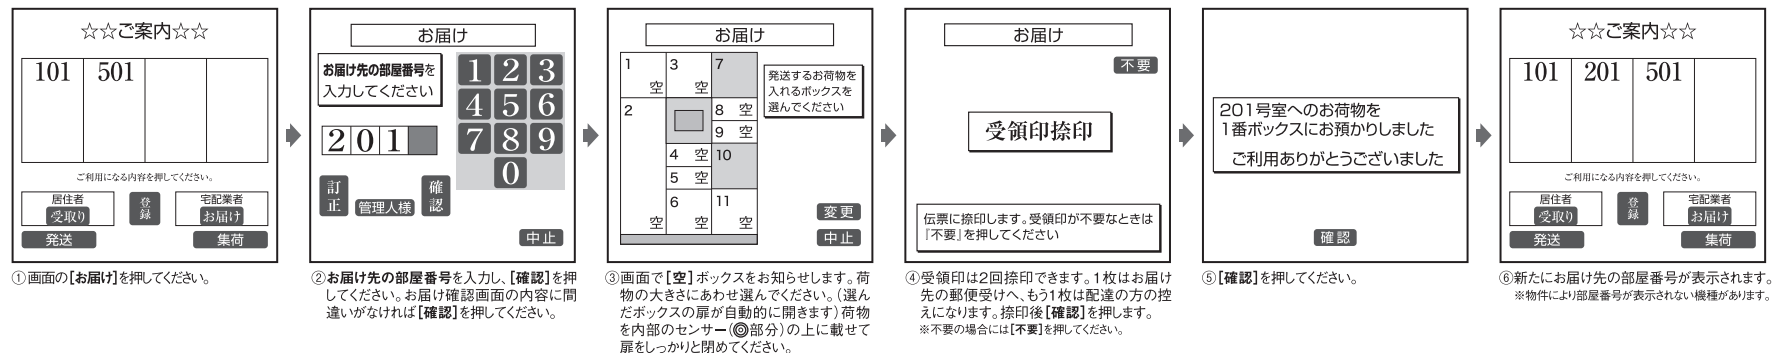 ☆☆ご案内☆☆
101 501
ご利用になる内容を押してください。
居住者
受取り
登録
宅配業者
お届け
発送
集荷
①画面の[お届け]を押してください。
お届け
お届け先の部屋番号を
入力してください
1 2 3
4 5 6
7 8 9
0
201
訂正
管理人様
確認
中止
②お届け先の部屋番号を入力し、[確認]を押
してください。お届け確認画面の内容に間
違いがなければ[確認]を押してください。
お届け
1 空
3 空
7
2 空
8 空
9 空
4 空
10
5 空
6 空
11 空
発送するお荷物を
入れるボックスを
選んでください
変更
中止
③画面で[空]ボックスをお知らせします。荷
物の大きさにあわせ選んでください。(選ん
だボックスの扉が自動的に開きます)荷物
を内部のセンサー(◎部分)の上に載せて
扉をしっかりと閉めてください。
お届け
不要
受領印捺印
伝票に捺印します。受領印が不要なときは
『不要』を押してください
④受領印は2回捺印できます。1枚はお届け
先の郵便受けへ、もう1枚は配達の方の控
えになります。捺印後[確認]を押します。
※不要の場合には[不要]を押してください。
201号室へのお荷物を
1番ボックスにお預かりしました
ご利用ありがとうございました
確認
⑤[確認]を押してください。
☆☆ご案内☆☆
101 201 501
ご利用になる内容を押してください。
居住者
受取り
登録
宅配業者
お届け
発送
集荷
⑥新たにお届け先の部屋番号が表示されます。
※物件により部屋番号が表示されない機種があります。